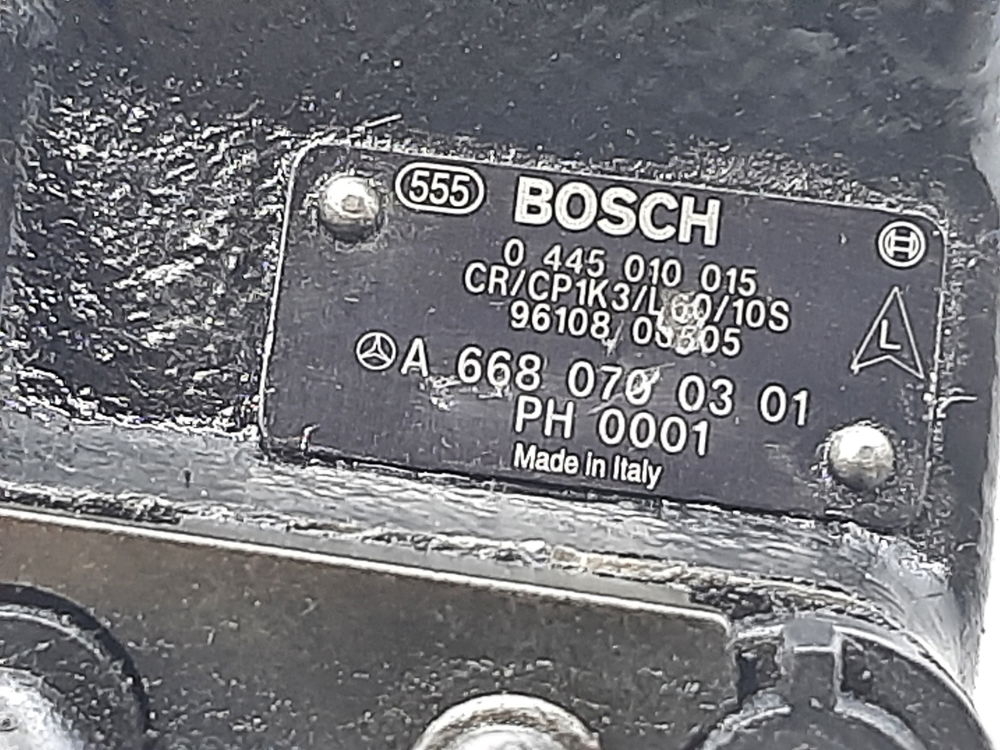 555 BOSCH
0 445 010 015
CR/CP1K3/L60/10S
96108
A 668 070 03 01
PH 0001
Made in Italy
L